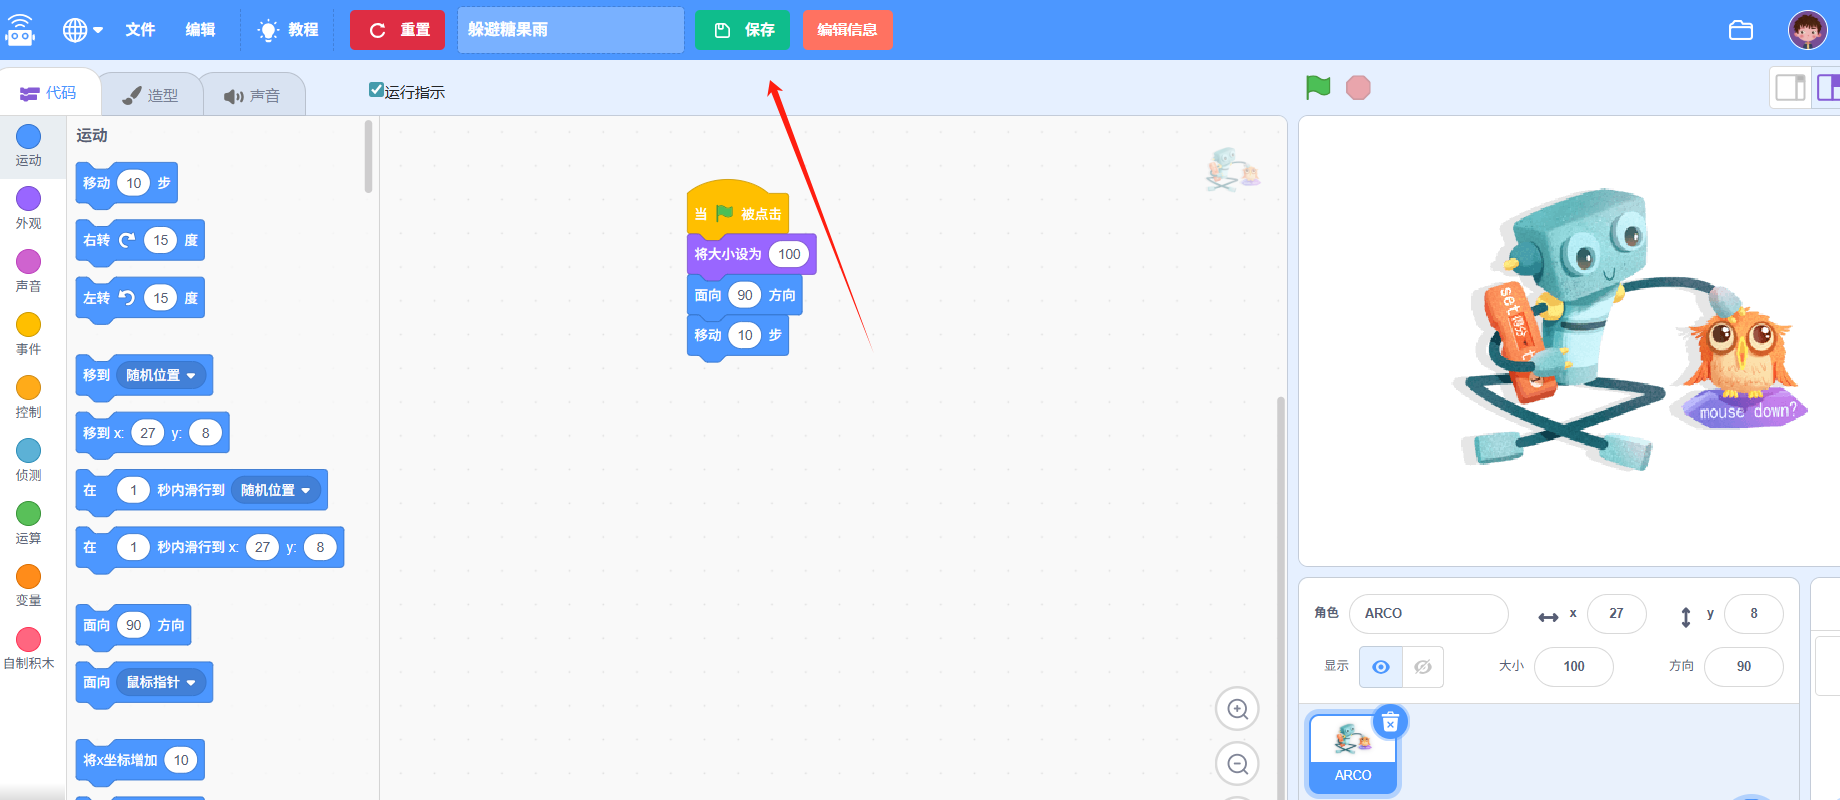 文件
编辑
教程
重置
躲避糖果雨
保存
编辑信息
代码
造型
声音
运行指示
运动
外观
声音
事件
控制
侦测
运算
变量
自制积木
运动
移动 10 步
右转 15 度
左转 15 度
移到 随机位置
移到 x: 27 y: 8
在 1 秒内滑行到 随机位置
在 1 秒内滑行到 x: 27 y: 8
面向 90 方向
面向 鼠标指针
将x坐标增加 10
当 被点击
将大小设为 100
面向 90 方向
移动 10 步
set 得分 t
mouse down?
角色 ARCO x 27 y 8
显示 大小 100 方向 90
ARCO